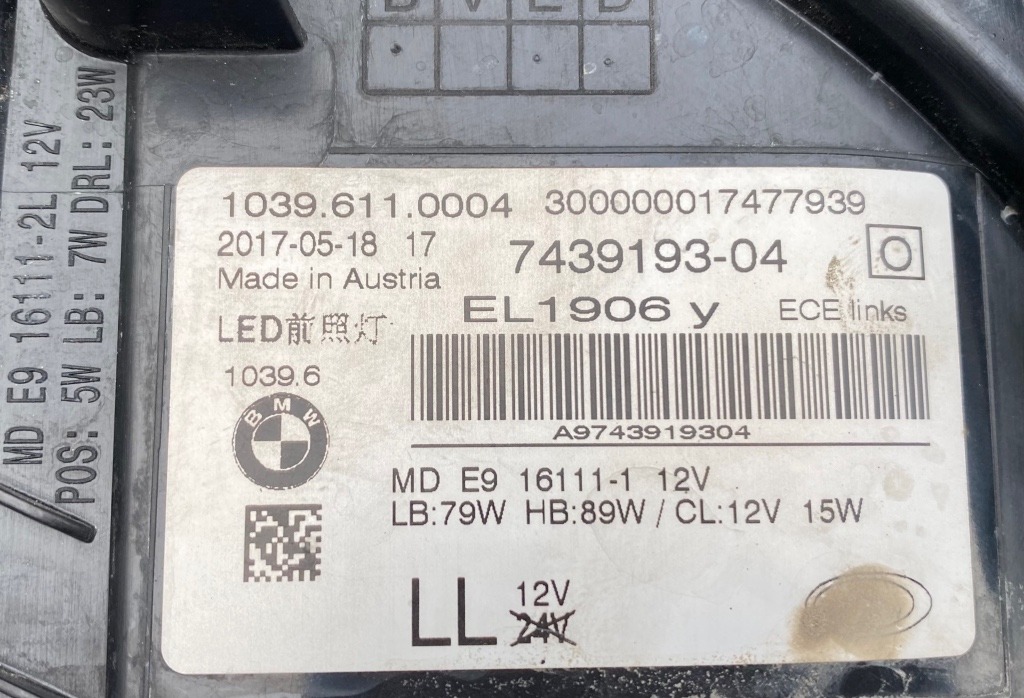 MD E9 16111-2L 12V
POS: 5W LB: 7W DRL: 23W
1039.611.0004 300000017477939
2017-05-18 17 7439193-04 O
Made in Austria
EL1906 y ECE links
LED前照灯
1039.6
BMW
A9743919304
MD E9 16111-1 12V
LB:79W HB:89W / CL:12V 15W
LL 12V
24V